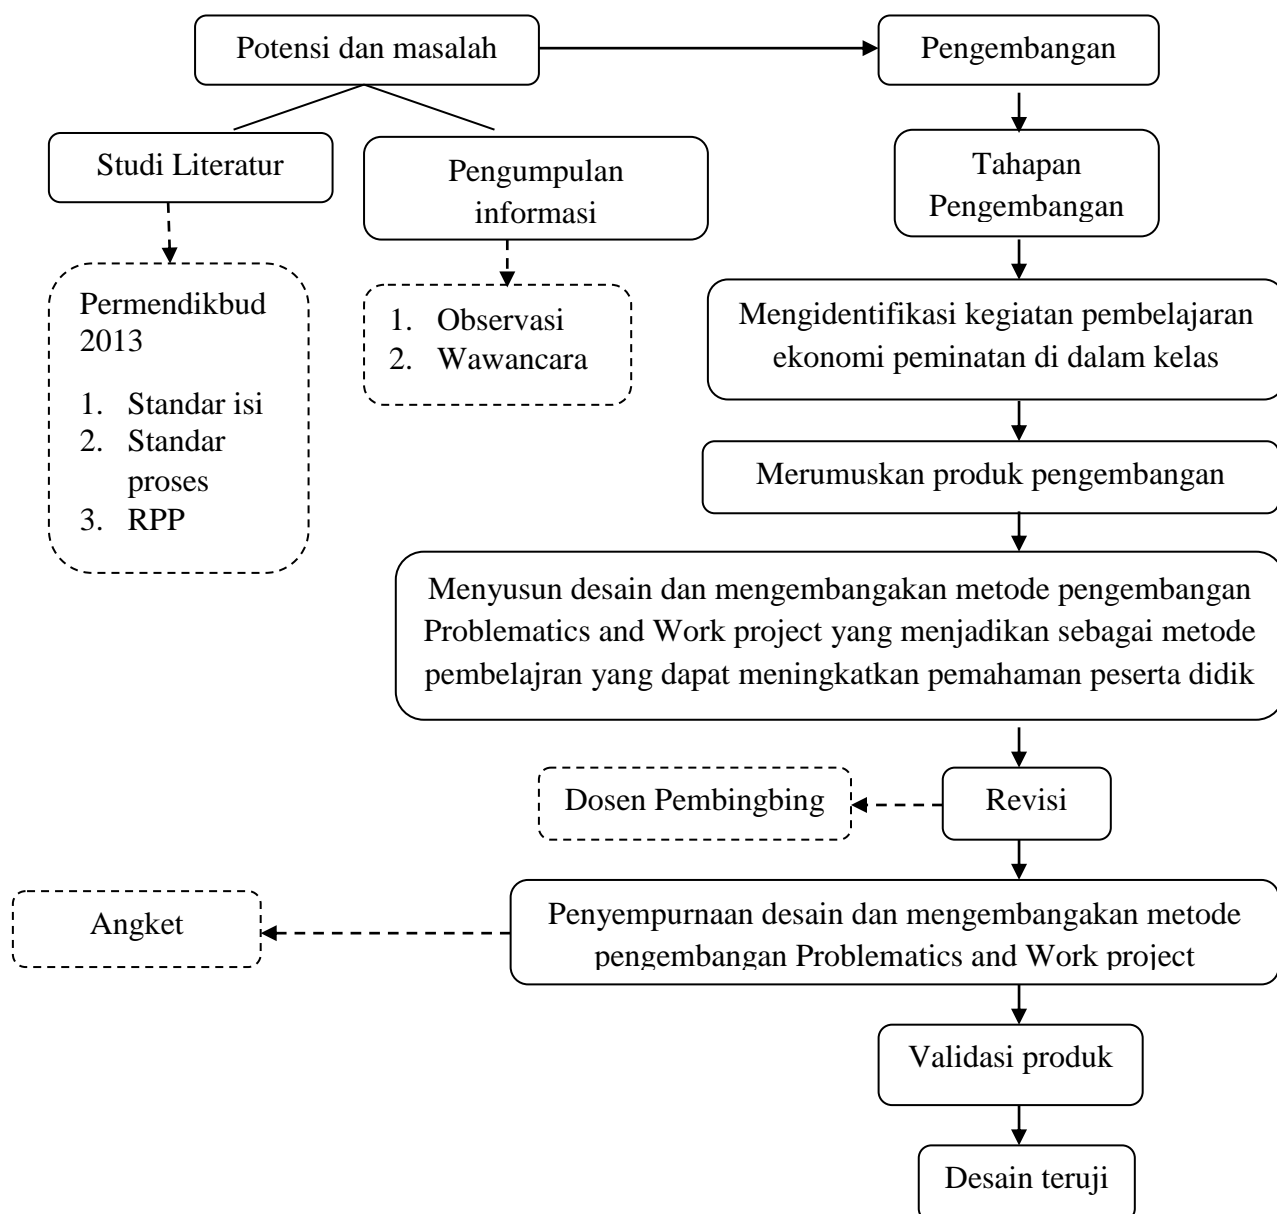 Potensi dan masalah
Pengembangan
Studi Literatur
Pengumpulan
informasi
Tahapan
Pengembangan
Permendikbud
2013
1. Standar isi
2. Standar
proses
3. RPP
1. Observasi
2. Wawancara
Mengidentifikasi kegiatan pembelajaran
ekonomi peminatan di dalam kelas
Merumuskan produk pengembangan
Menyusun desain dan mengembangakan metode pengembangan
Problematics and Work project yang menjadikan sebagai metode
pembelajran yang dapat meningkatkan pemahaman peserta didik
Dosen Pembingbing
Revisi
Angket
Penyempurnaan desain dan mengembangakan metode
pengembangan Problematics and Work project
Validasi produk
Desain teruji